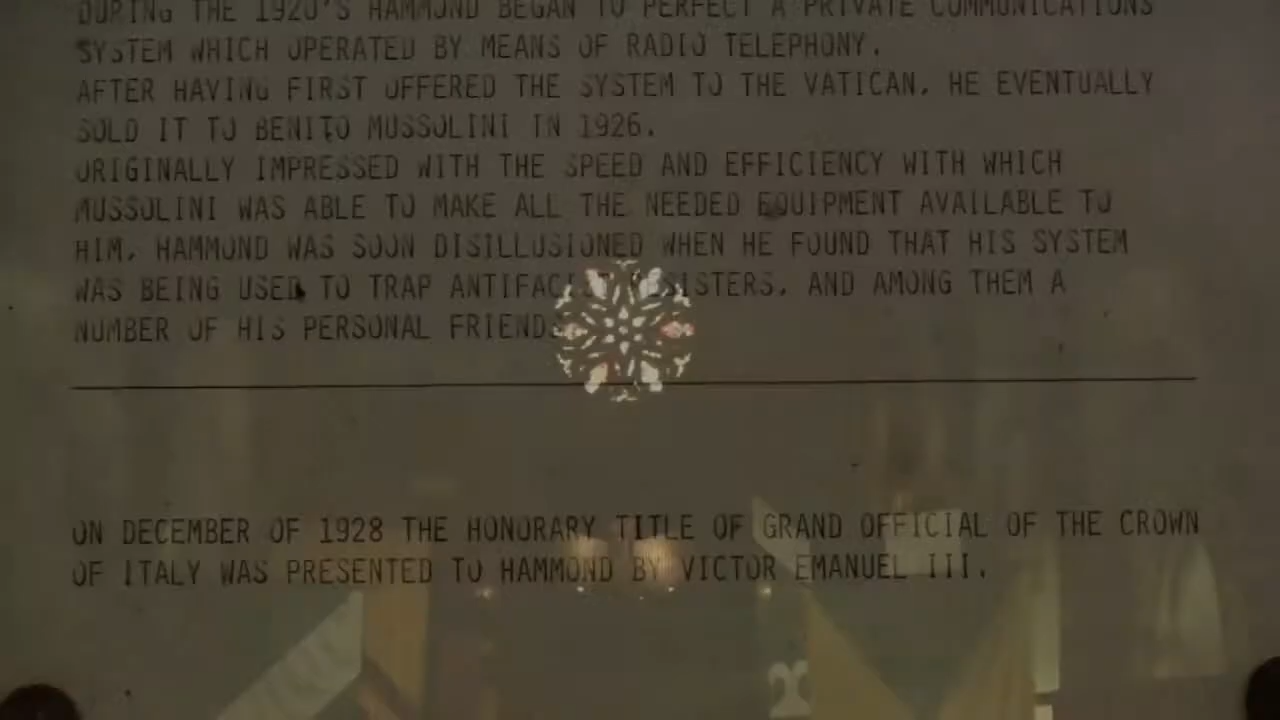 DURING THE 1920'S HAMMOND BEGAN TO PERFECT A PRIVATE COMMUNICATIONS
SYSTEM WHICH OPERATED BY MEANS OF RADIO TELEPHONY.
AFTER HAVING FIRST OFFERED THE SYSTEM TO THE VATICAN, HE EVENTUALLY
SOLD IT TO BENITO MUSSOLINI IN 1926.
ORIGINALLY IMPRESSED WITH THE SPEED AND EFFICIENCY WITH WHICH
MUSSOLINI WAS ABLE TO MAKE ALL THE NEEDED EQUIPMENT AVAILABLE TO
HIM, HAMMOND WAS SOON DISILLUSIONED WHEN HE FOUND THAT HIS SYSTEM
WAS BEING USED TO TRAP ANTIFACIST RESISTERS, AND AMONG THEM A
NUMBER OF HIS PERSONAL FRIENDS
ON DECEMBER OF 1928 THE HONORARY TITLE OF GRAND OFFICIAL OF THE CROWN
OF ITALY WAS PRESENTED TO HAMMOND BY VICTOR EMANUEL III.